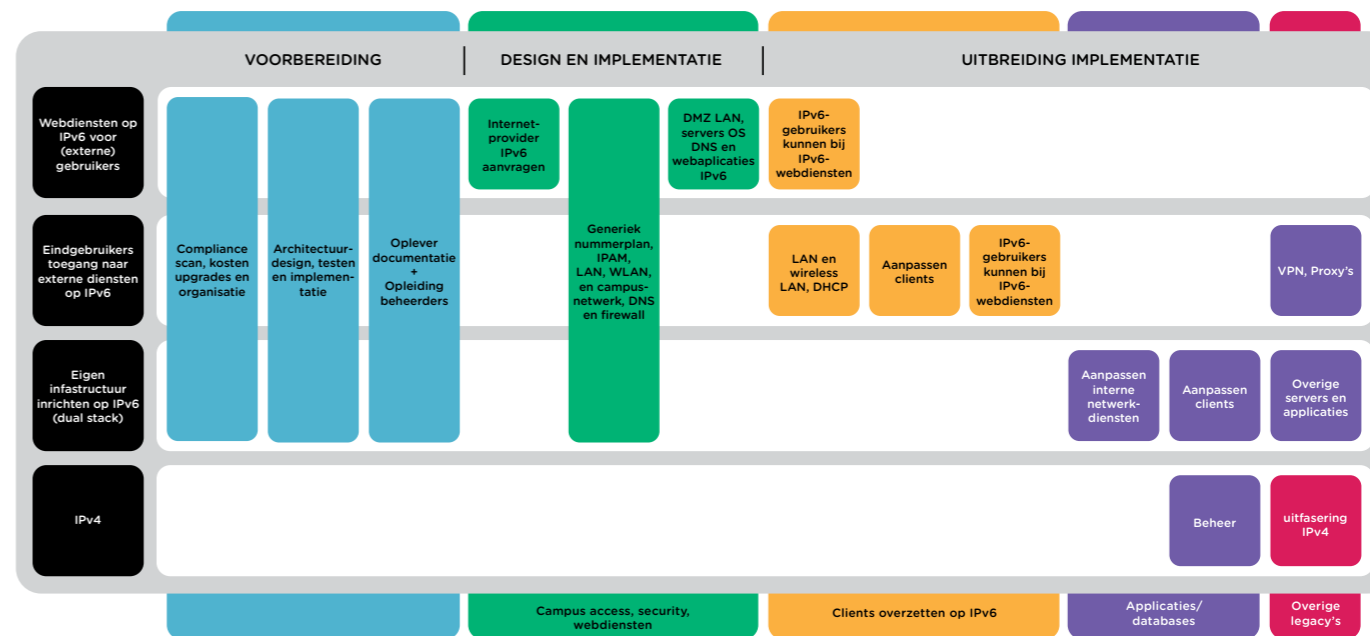 VOORBEREIDING
DESIGN EN IMPLEMENTATIE
UITBREIDING IMPLEMENTATIE
Webdiensten op
IPv6 voor
(externe)
gebruikers
Internet-
provider
IPv6
aanvragen
DMZ LAN,
servers OS
DNS en
webaplicaties
IPv6
IPv6-
gebruikers
kunnen bij
IPv6-
webdiensten
Eindgebruikers
toegang naar
externe diensten
op IPv6
Compliance
scan, kosten
upgrades en
organisatie
Architectuur-
design, testen
en implemen-
tatie
Oplever
documentatie
+
Opleiding
beheerders
Generiek
nummerplan,
IPAM,
LAN, WLAN,
en campus-
netwerk, DNS
en firewall
LAN en
wireless
LAN, DHCP
Aanpassen
clients
IPv6-
gebruikers
kunnen bij
IPv6-
webdiensten
VPN, Proxy's
Eigen
infastructuur
inrichten op IPv6
(dual stack)
Aanpassen
interne
netwerk-
diensten
Aanpassen
clients
Overige
servers en
applicaties
IPv4
Beheer
uitfasering
IPv4
Campus access, security,
webdiensten
Clients overzetten op IPv6
Applicaties/
databases
Overige
legacy's